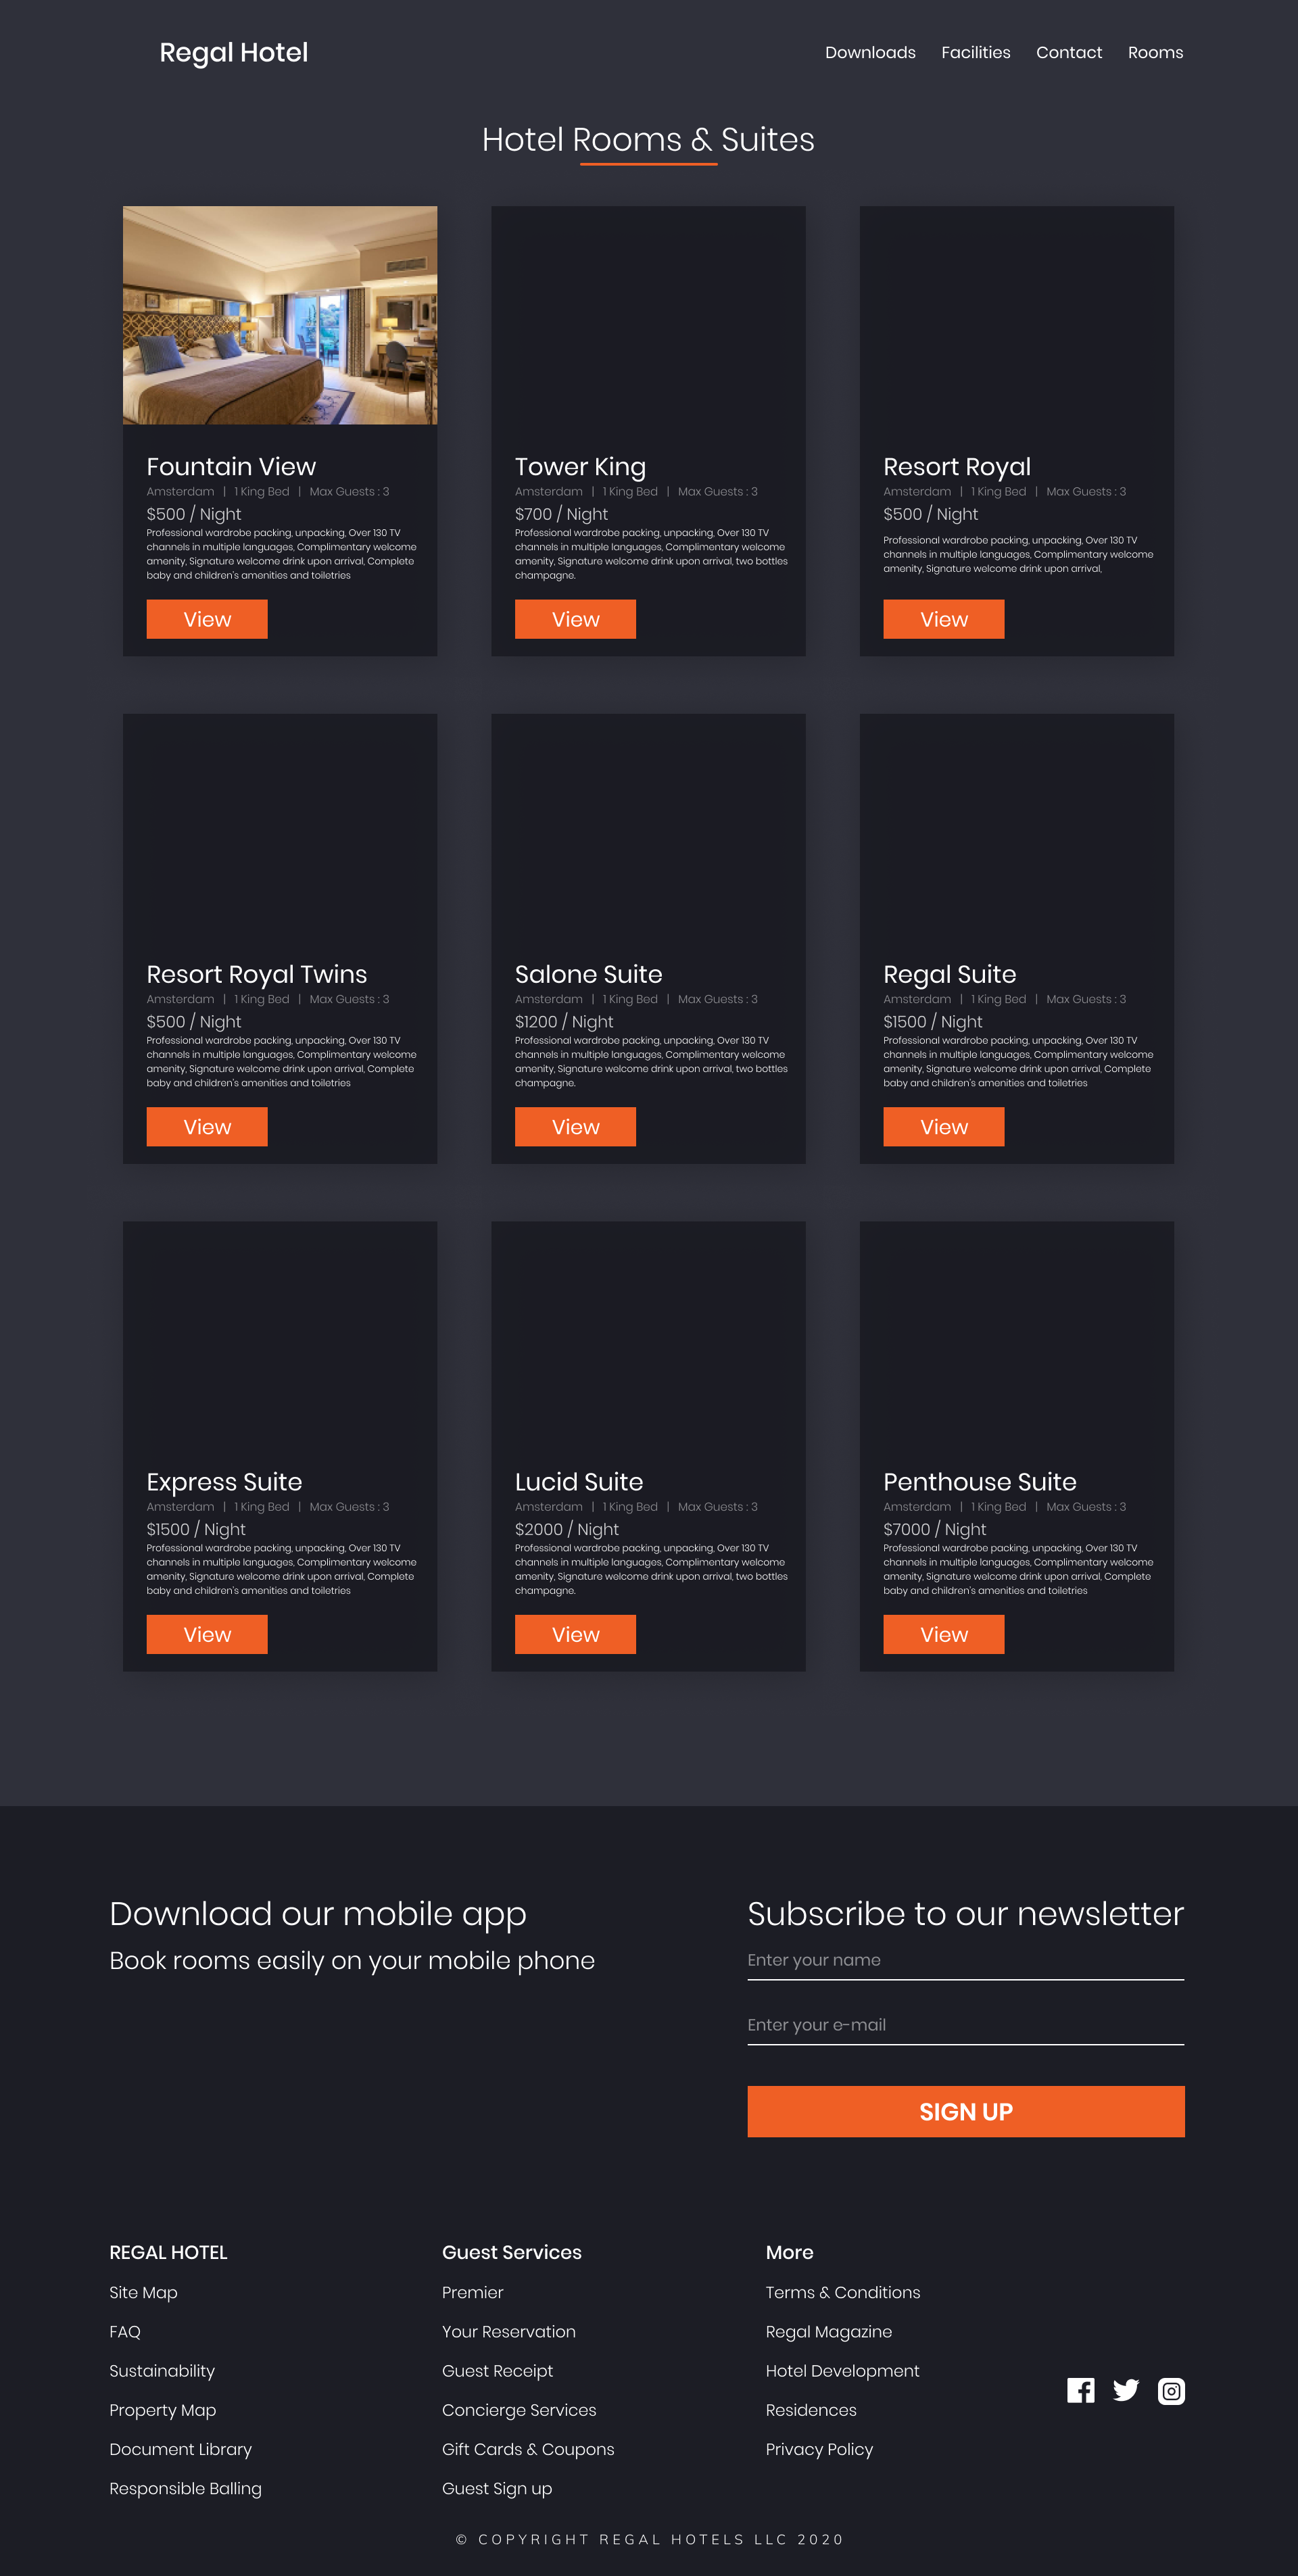 Regal Hotel
Downloads Facilities Contact Rooms
Hotel Rooms & Suites
Fountain View
Amsterdam | 1 King Bed | Max Guests : 3
$500 / Night
Professional wardrobe packing, unpacking, Over 130 TV
channels in multiple languages, Complimentary welcome
amenity, Signature welcome drink upon arrival, Complete
baby and children's amenities and toiletries
View
Tower King
Amsterdam | 1 King Bed | Max Guests : 3
$700 / Night
Professional wardrobe packing, unpacking, Over 130 TV
channels in multiple languages, Complimentary welcome
amenity, Signature welcome drink upon arrival, two bottles
champagne.
View
Resort Royal
Amsterdam | 1 King Bed | Max Guests : 3
$500 / Night
Professional wardrobe packing, unpacking, Over 130 TV
channels in multiple languages, Complimentary welcome
amenity, Signature welcome drink upon arrival,
View
Resort Royal Twins
Amsterdam | 1 King Bed | Max Guests : 3
$500 / Night
Professional wardrobe packing, unpacking, Over 130 TV
channels in multiple languages, Complimentary welcome
amenity, Signature welcome drink upon arrival, Complete
baby and children's amenities and toiletries
View
Salone Suite
Amsterdam | 1 King Bed | Max Guests : 3
$1200 / Night
Professional wardrobe packing, unpacking, Over 130 TV
channels in multiple languages, Complimentary welcome
amenity, Signature welcome drink upon arrival, two bottles
champagne.
View
Regal Suite
Amsterdam | 1 King Bed | Max Guests : 3
$1500 / Night
Professional wardrobe packing, unpacking, Over 130 TV
channels in multiple languages, Complimentary welcome
amenity, Signature welcome drink upon arrival, Complete
baby and children's amenities and toiletries
View
Express Suite
Amsterdam | 1 King Bed | Max Guests : 3
$1500 / Night
Professional wardrobe packing, unpacking, Over 130 TV
channels in multiple languages, Complimentary welcome
amenity, Signature welcome drink upon arrival, Complete
baby and children's amenities and toiletries
View
Lucid Suite
Amsterdam | 1 King Bed | Max Guests : 3
$2000 / Night
Professional wardrobe packing, unpacking, Over 130 TV
channels in multiple languages, Complimentary welcome
amenity, Signature welcome drink upon arrival, two bottles
champagne.
View
Penthouse Suite
Amsterdam | 1 King Bed | Max Guests : 3
$7000 / Night
Professional wardrobe packing, unpacking, Over 130 TV
channels in multiple languages, Complimentary welcome
amenity, Signature welcome drink upon arrival, Complete
baby and children's amenities and toiletries
View
Download our mobile app
Book rooms easily on your mobile phone
Subscribe to our newsletter
Enter your name
Enter your e-mail
SIGN UP
REGAL HOTEL
Site Map
FAQ
Sustainability
Property Map
Document Library
Responsible Balling
Guest Services
Premier
Your Reservation
Guest Receipt
Concierge Services
Gift Cards & Coupons
Guest Sign up
More
Terms & Conditions
Regal Magazine
Hotel Development
Residences
Privacy Policy
© COPYRIGHT REGAL HOTELS LLC 2020